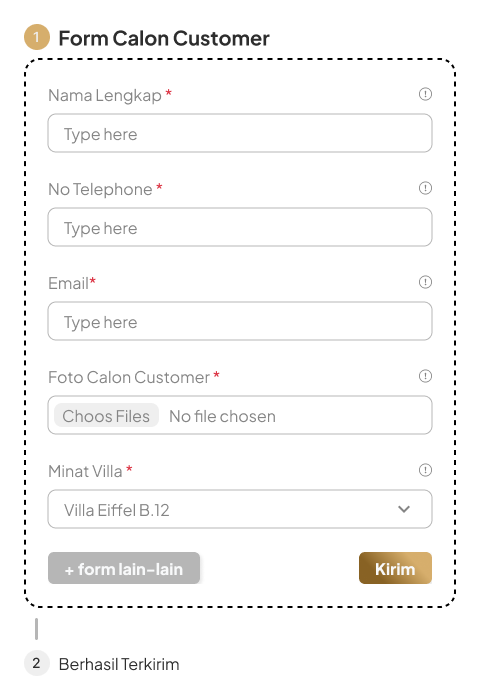 1 Form Calon Customer
Nama Lengkap *
Type here
No Telephone *
Type here
Email*
Type here
Foto Calon Customer *
Choos Files No file chosen
Minat Villa *
Villa Eiffel B.12
+ form lain-lain Kirim
2 Berhasil Terkirim